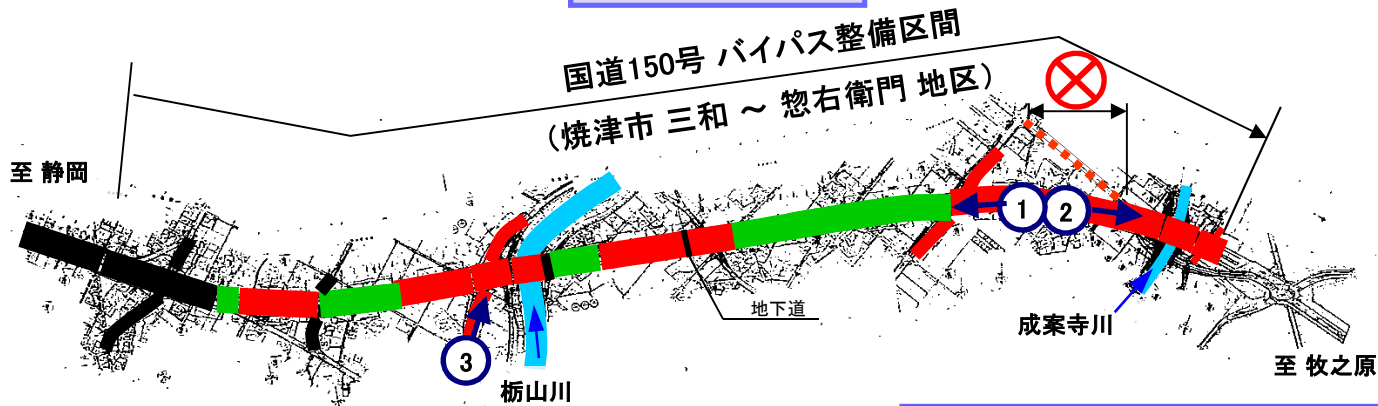 国道150号 バイパス整備区間
(焼津市 三和 ～ 惣右衛門 地区)
至 静岡
1
2
地下道
3
栃山川
成案寺川
至 牧之原